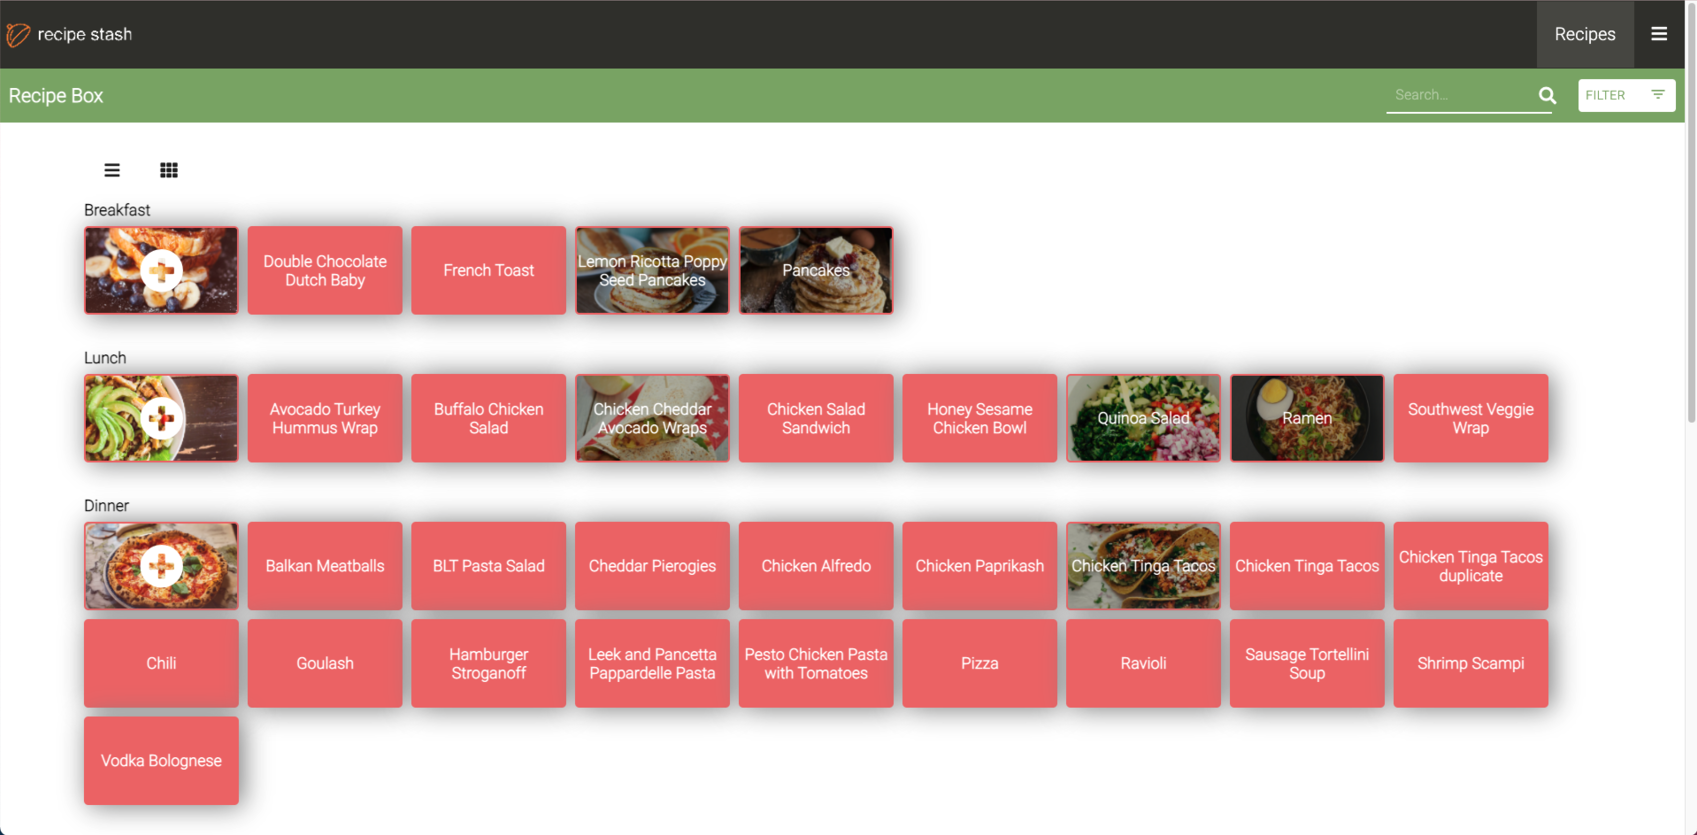 recipe stash
Recipes
Recipe Box
Search...
FILTER
Breakfast
Double Chocolate
Dutch Baby
French Toast
Lemon Ricotta Poppy
Seed Pancakes
Pancakes
Lunch
Avocado Turkey
Hummus Wrap
Buffalo Chicken
Salad
Chicken Cheddar
Avocado Wraps
Chicken Salad
Sandwich
Honey Sesame
Chicken Bowl
Quinoa Salad
Ramen
Southwest Veggie
Wrap
Dinner
Balkan Meatballs
BLT Pasta Salad
Cheddar Pierogies
Chicken Alfredo
Chicken Paprikash
Chicken Tinga Tacos
Chicken Tinga Tacos
Chicken Tinga Tacos
duplicate
Chili
Goulash
Hamburger
Stroganoff
Leek and Pancetta
Pappardelle Pasta
Pesto Chicken Pasta
with Tomatoes
Pizza
Ravioli
Sausage Tortellini
Soup
Shrimp Scampi
Vodka Bolognese